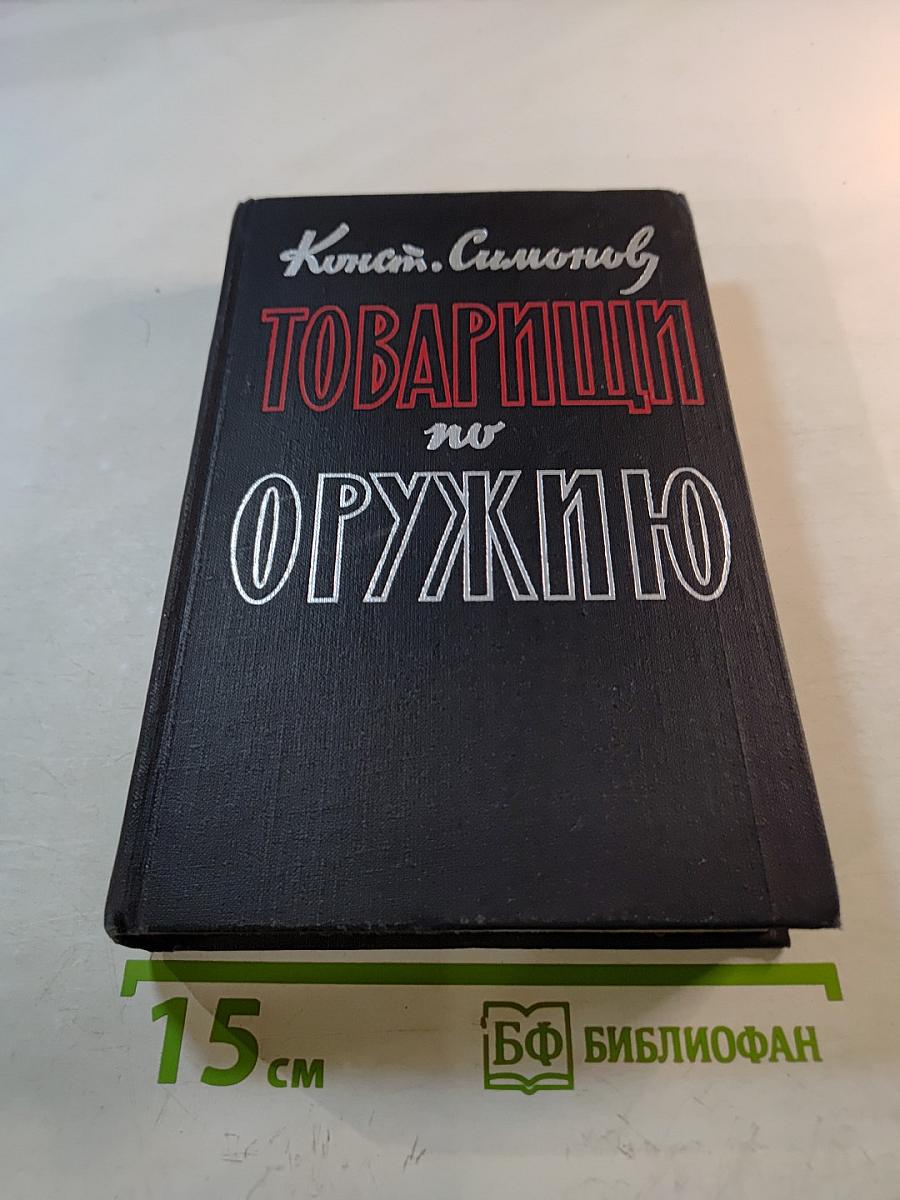 Конст. Симонов
ТОВАРИЩИ
по
ОРУЖИЮ
15 см
БФ БИБЛИОФАН